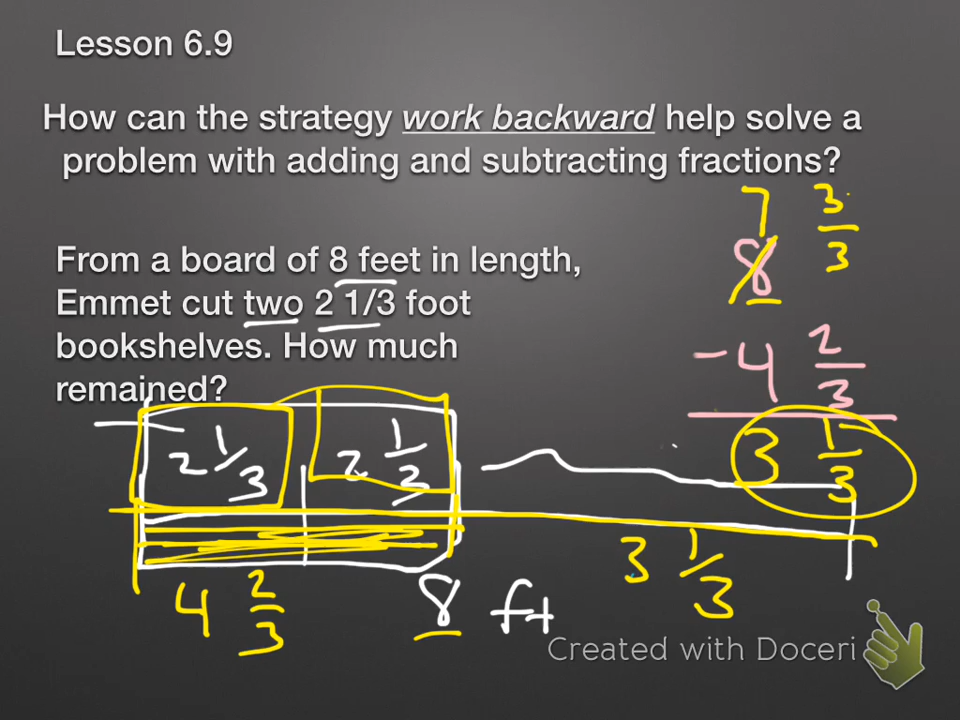 Lesson 6.9
How can the strategy work backward help solve a
problem with adding and subtracting fractions?
7 3/3
8
- 4 2/3
3 1/3
From a board of 8 feet in length,
Emmet cut two 2 1/3 foot
bookshelves. How much
remained?
2 1/3 2 1/3
3 1/3
4 2/3 8 ft
Created with Doceri